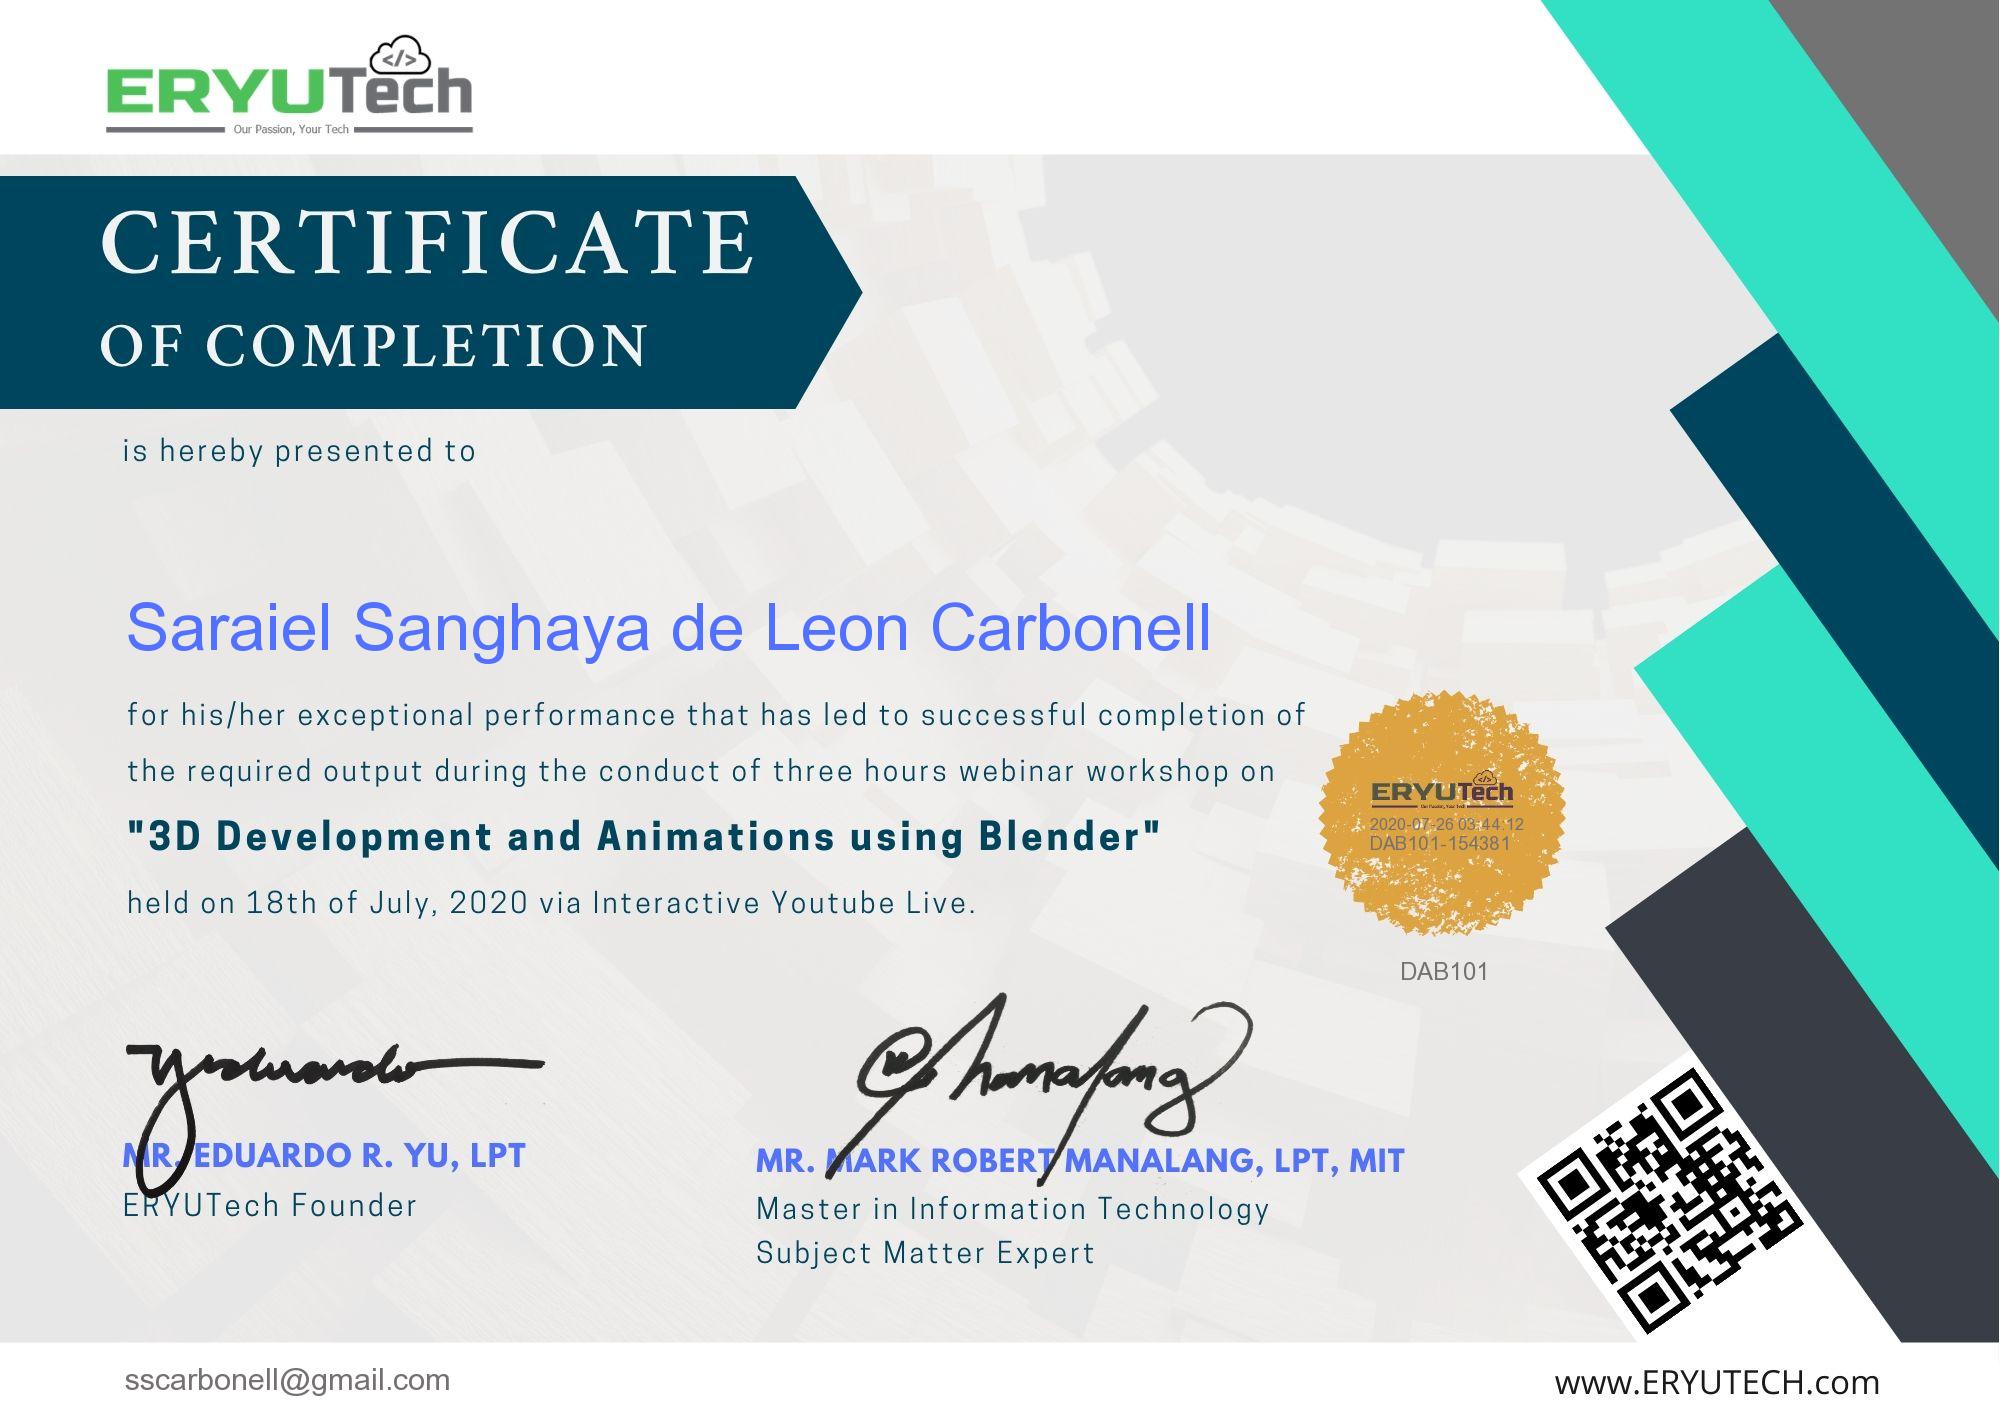 ERYUTech
Our Passion, Your Tech
CERTIFICATE
OF COMPLETION
is hereby presented to
Saraiel Sanghaya de Leon Carbonell
for his/her exceptional performance that has led to successful completion of
the required output during the conduct of three hours webinar workshop on
"3D Development and Animations using Blender"
held on 18th of July, 2020 via Interactive Youtube Live.
ERYUTech
Our Passion, Your Tech
2020-07-26 03:44:12
DAB101-154381
DAB101
MR. EDUARDO R. YU, LPT
ERYUTech Founder
MR. MARK ROBERT MANALANG, LPT, MIT
Master in Information Technology
Subject Matter Expert
sscarbonell@gmail.com
www.ERYUTECH.com